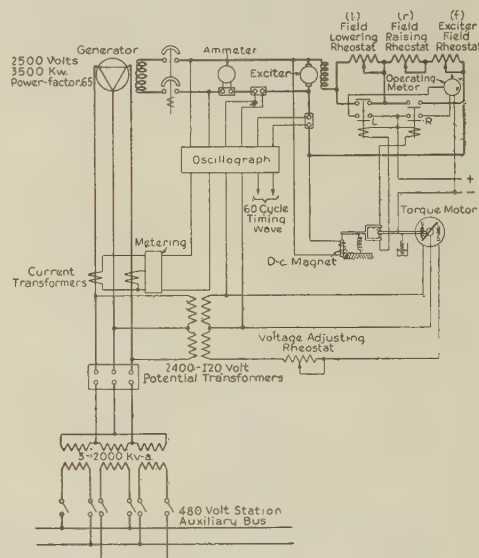 Generator
2500 Volts
3500 Kw.
Power-factor.65
Ammeter
Exciter
(l)
Field
Lowering
Rheostat
(r)
Field
Raising
Rheostat
(f)
Exciter
Field
Rheostat
Operating
Motor
L
R
+
−
Oscillograph
60 Cycle
Timing
Wave
Torque Motor
D-c Magnet
Metering
Current
Transformers
Voltage Adjusting
Rheostat
2400-120 Volt
Potential Transformers
3-2000 Kv-a.
480 Volt Station
Auxiliary Bus